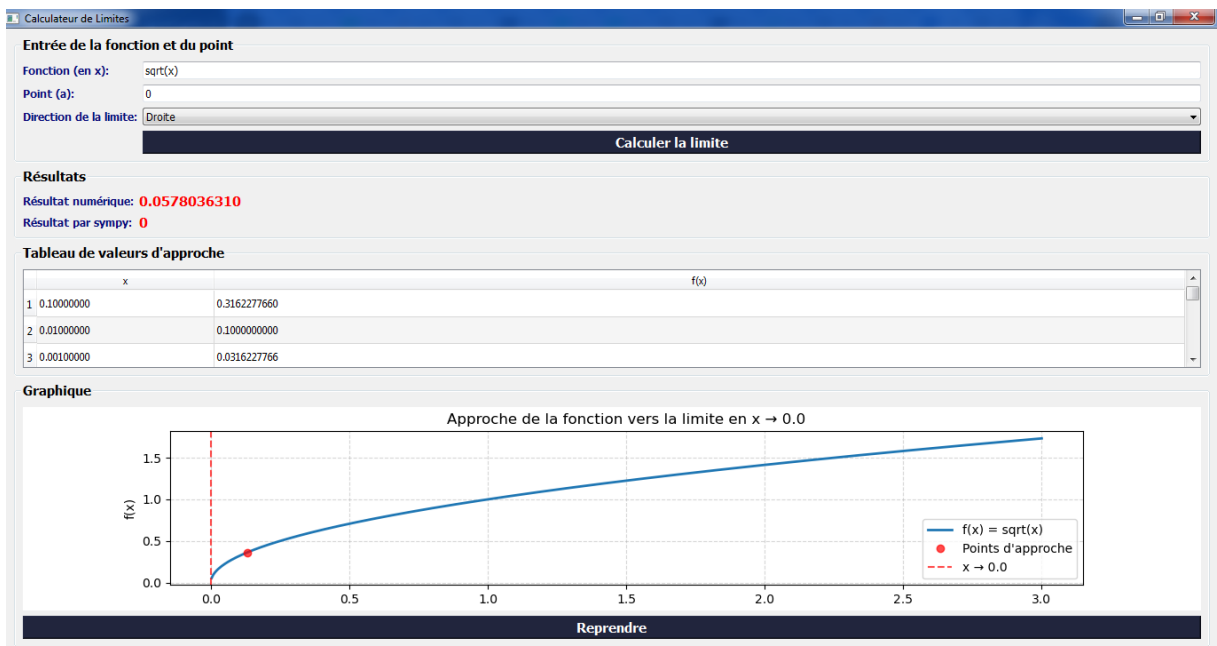 Calculateur de Limites
Entrée de la fonction et du point
Fonction (en x): sqrt(x)
Point (a): 0
Direction de la limite: Droite
Calculer la limite
Résultats
Résultat numérique: 0.0578036310
Résultat par sympy: 0
Tableau de valeurs d'approche
x f(x)
1 0.10000000 0.3162277660
2 0.01000000 0.1000000000
3 0.00100000 0.0316227766
Graphique
Approche de la fonction vers la limite en x → 0.0
f(x)
1.5
1.0
0.5
0.0
f(x) = sqrt(x)
Points d'approche
x → 0.0
0.0 0.5 1.0 1.5 2.0 2.5 3.0
Reprendre